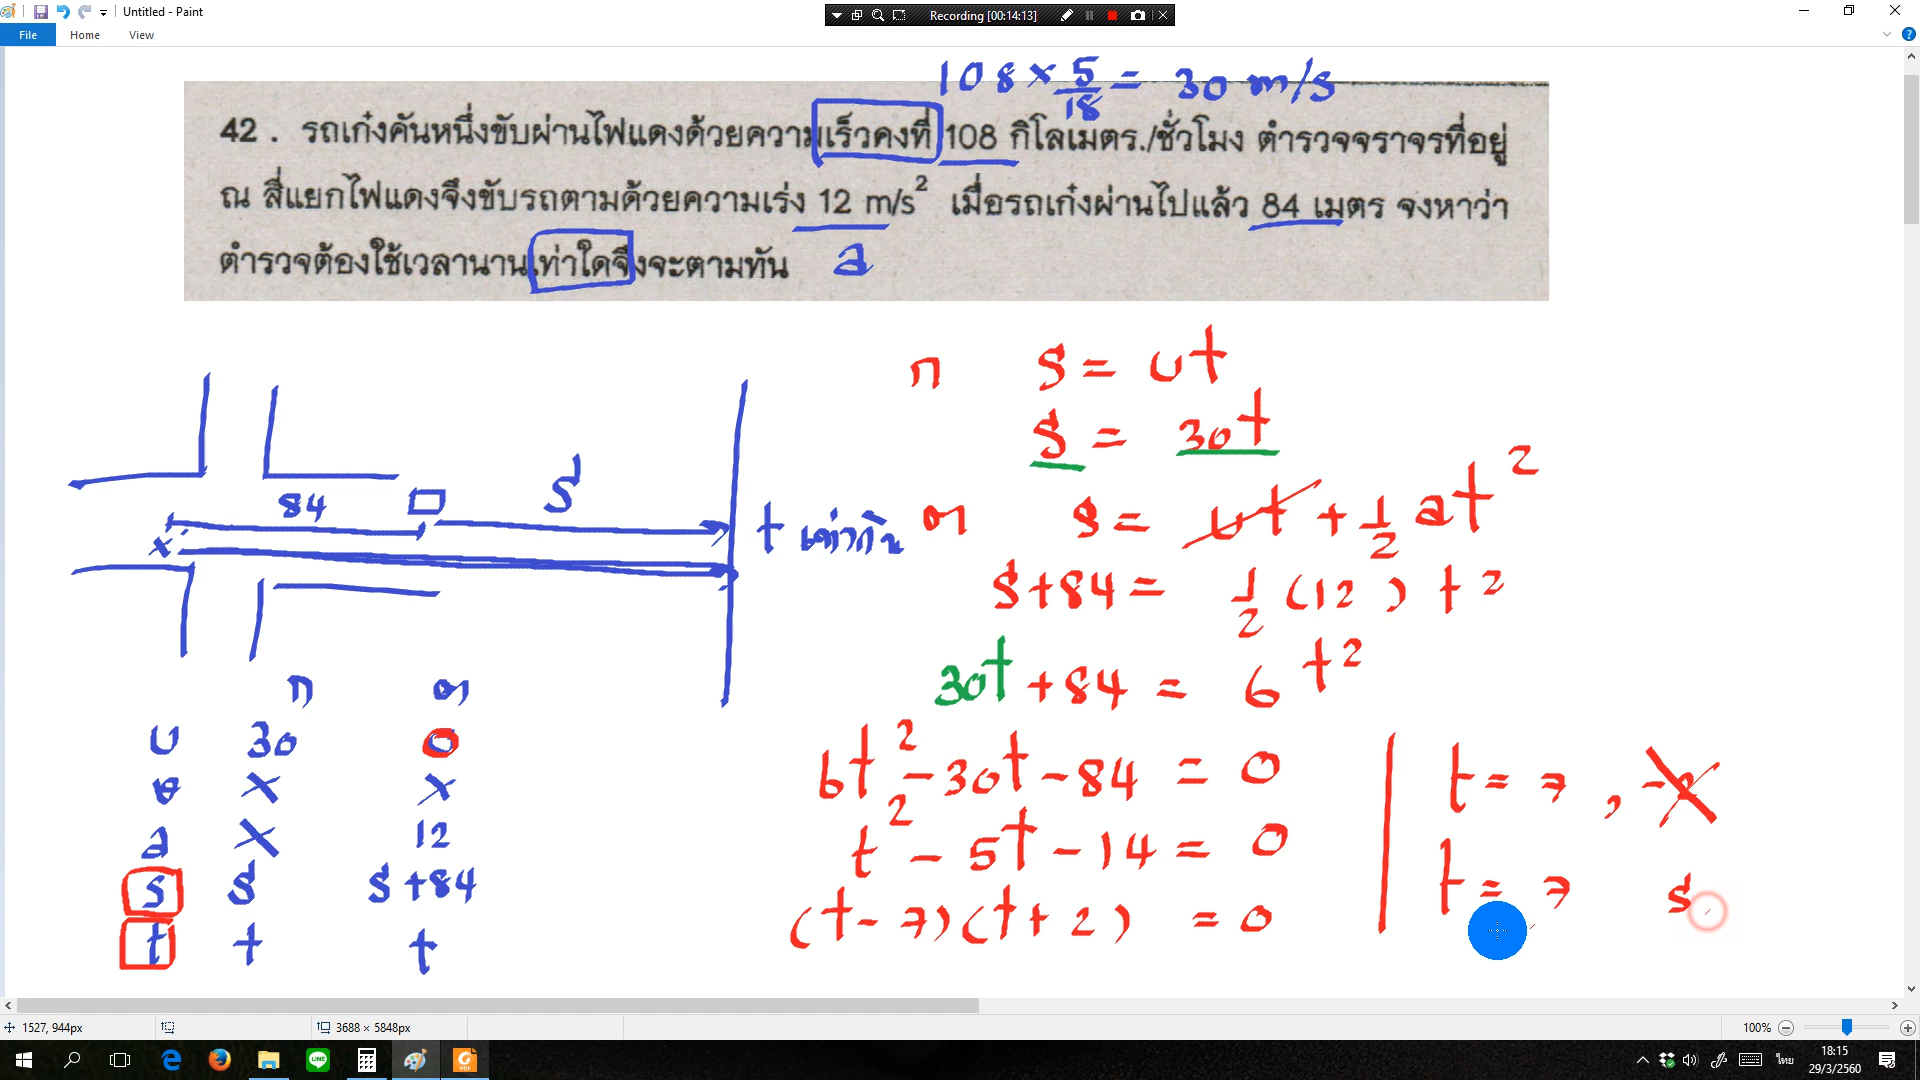 Untitled - Paint
Recording [00:14:13]
File Home View
108 × 5/18 = 30 m/s
42 . รถเก๋งคันหนึ่งขับผ่านไฟแดงด้วยความเร็วคงที่ 108 กิโลเมตร./ชั่วโมง ตำรวจจราจรที่อยู่
ณ สี่แยกไฟแดงจึงขับรถตามด้วยความเร่ง 12 m/s² เมื่อรถเก๋งผ่านไปแล้ว 84 เมตร จงหาว่า
ตำรวจต้องใช้เวลานานเท่าใดจึงจะตามทัน
a
ก s = ut
s = 30t
84 s
t เท่ากัน
ต s = ut + 1/2 at²
s+84 = 1/2 (12) t²
30t +84 = 6t²
ก ต
u 30 0
v × ×
a × 12
s s s+84
t t t
6t² - 30t - 84 = 0
t² - 5t - 14 = 0
(t - 7)(t + 2) = 0
t = 7 , -2
t = 7 s
1527, 944px
3688 × 5848px
100%
ไทย
18:15
29/3/2560
LINE
PDF